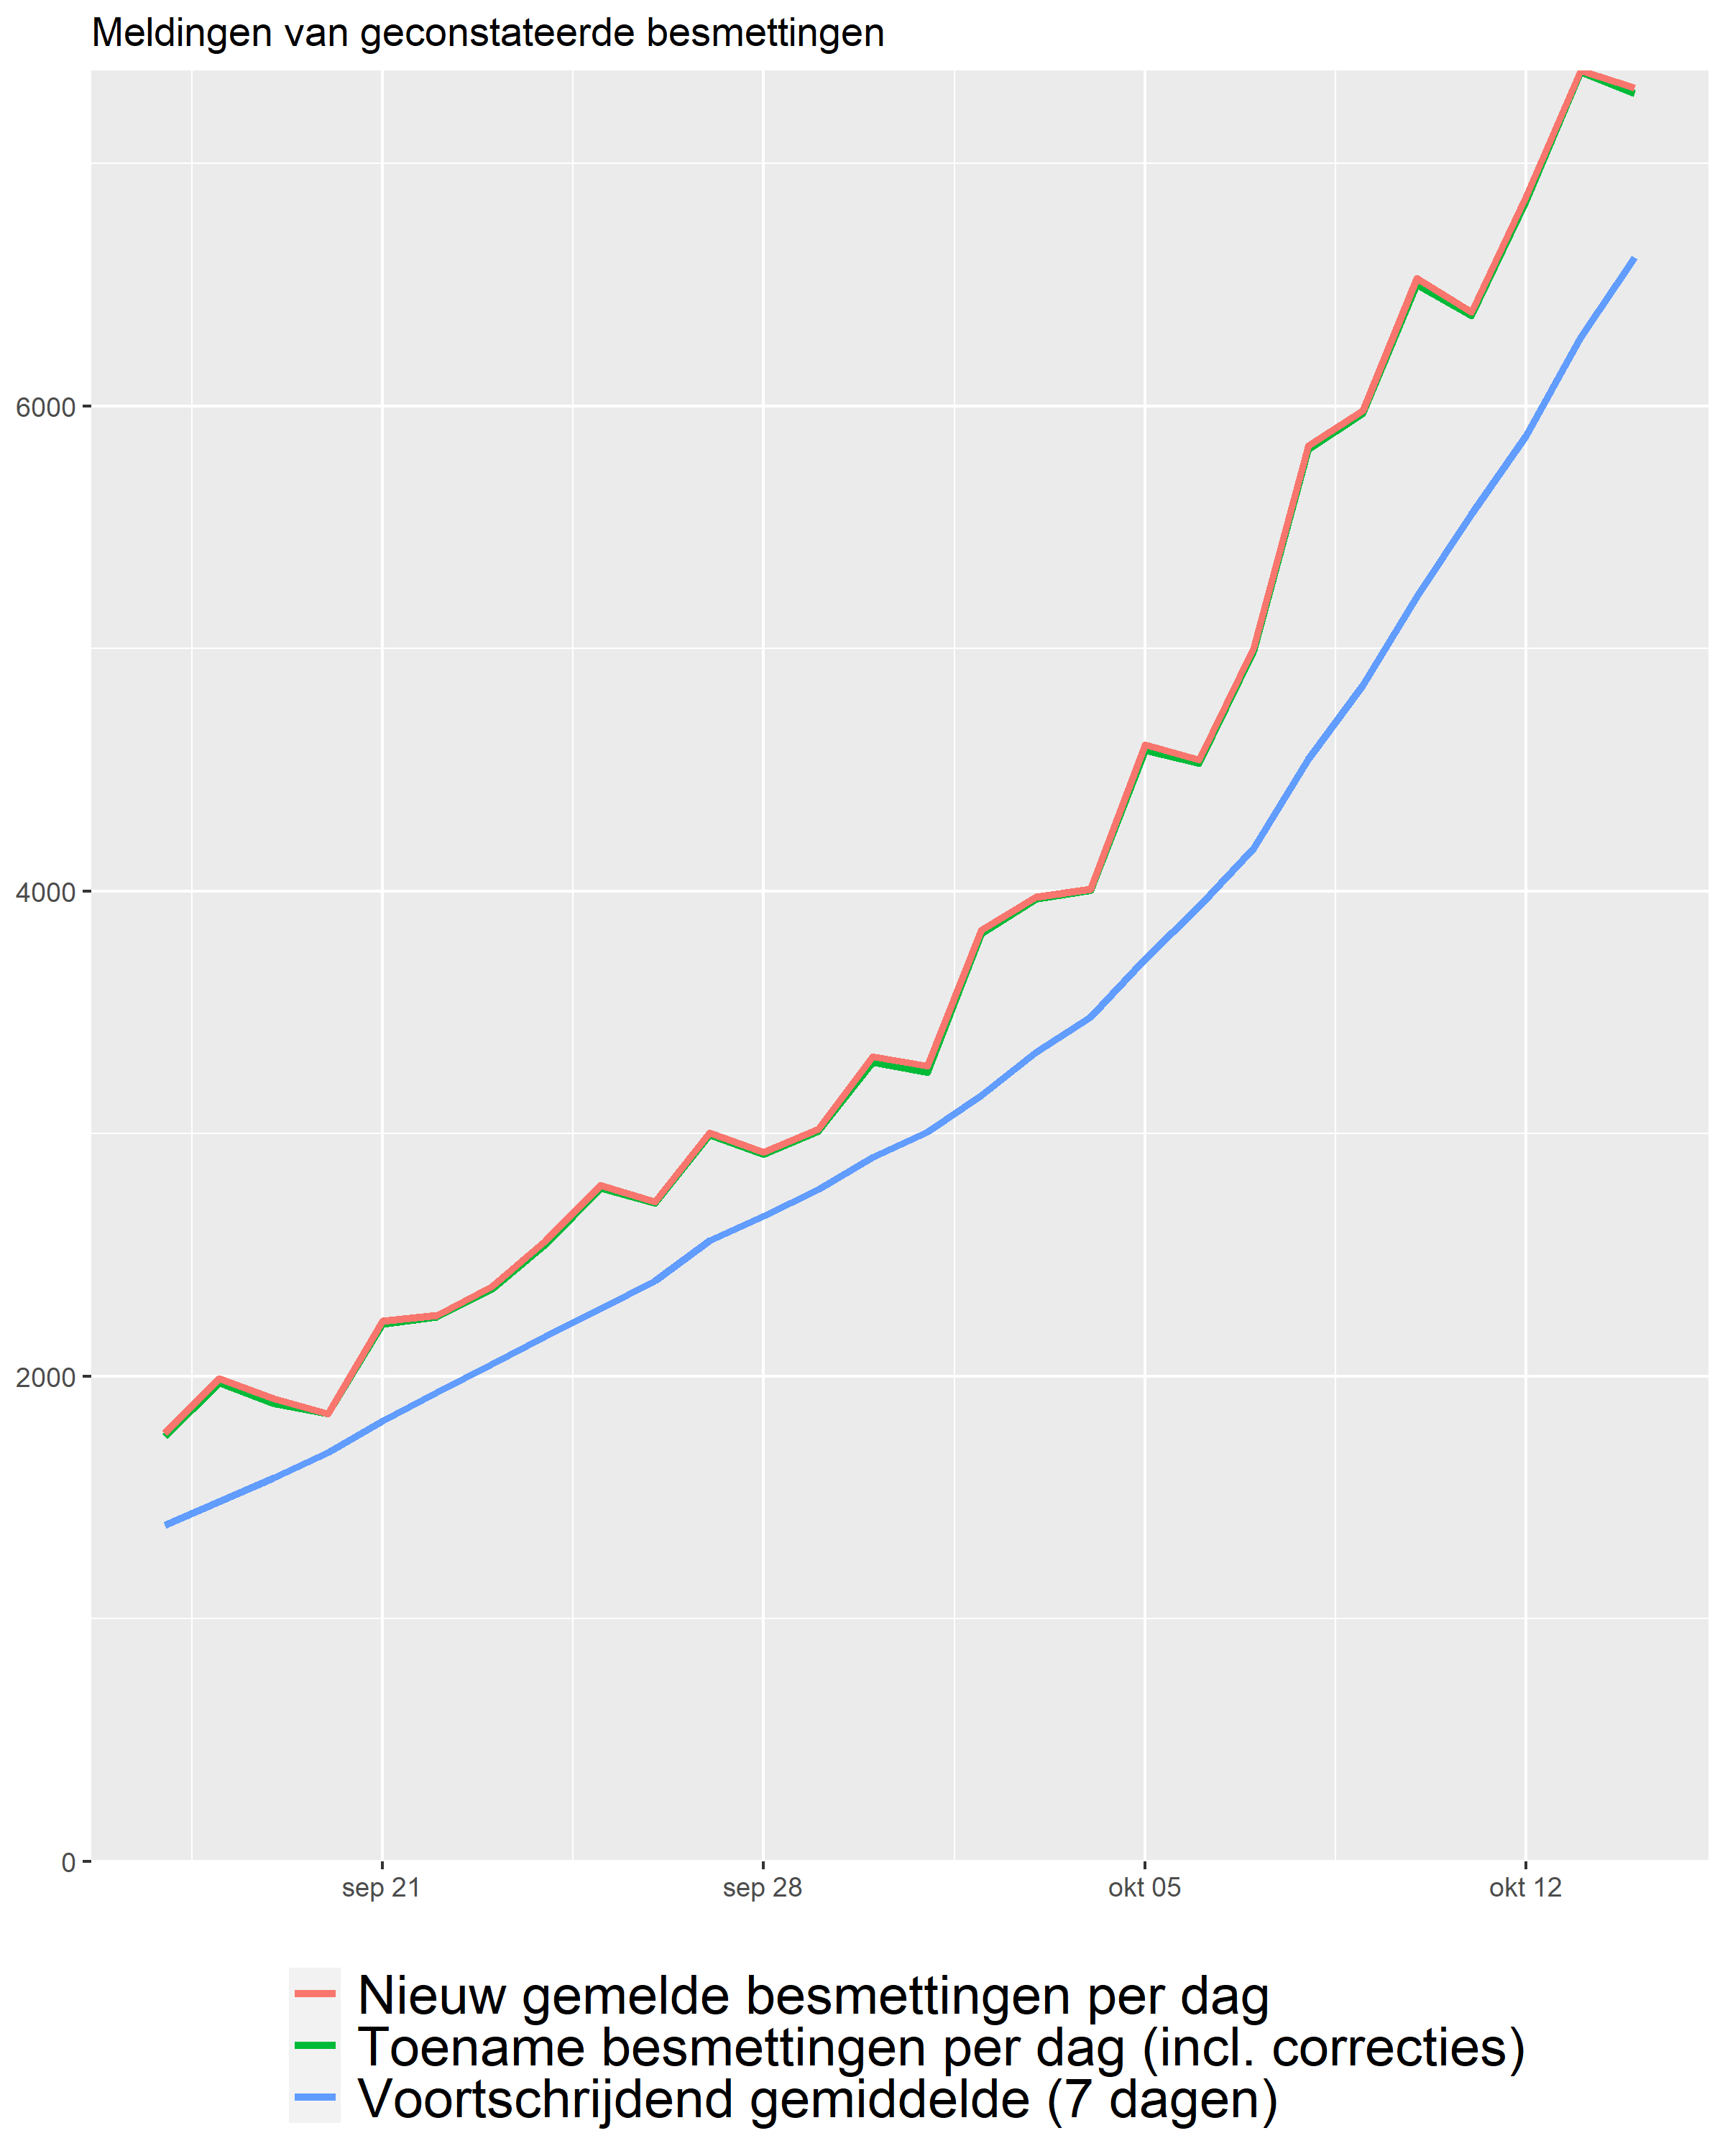 Meldingen van geconstateerde besmettingen
6000
4000
2000
0
sep 21
sep 28
okt 05
okt 12
Nieuw gemelde besmettingen per dag
Toename besmettingen per dag (incl. correcties)
Voortschrijdend gemiddelde (7 dagen)